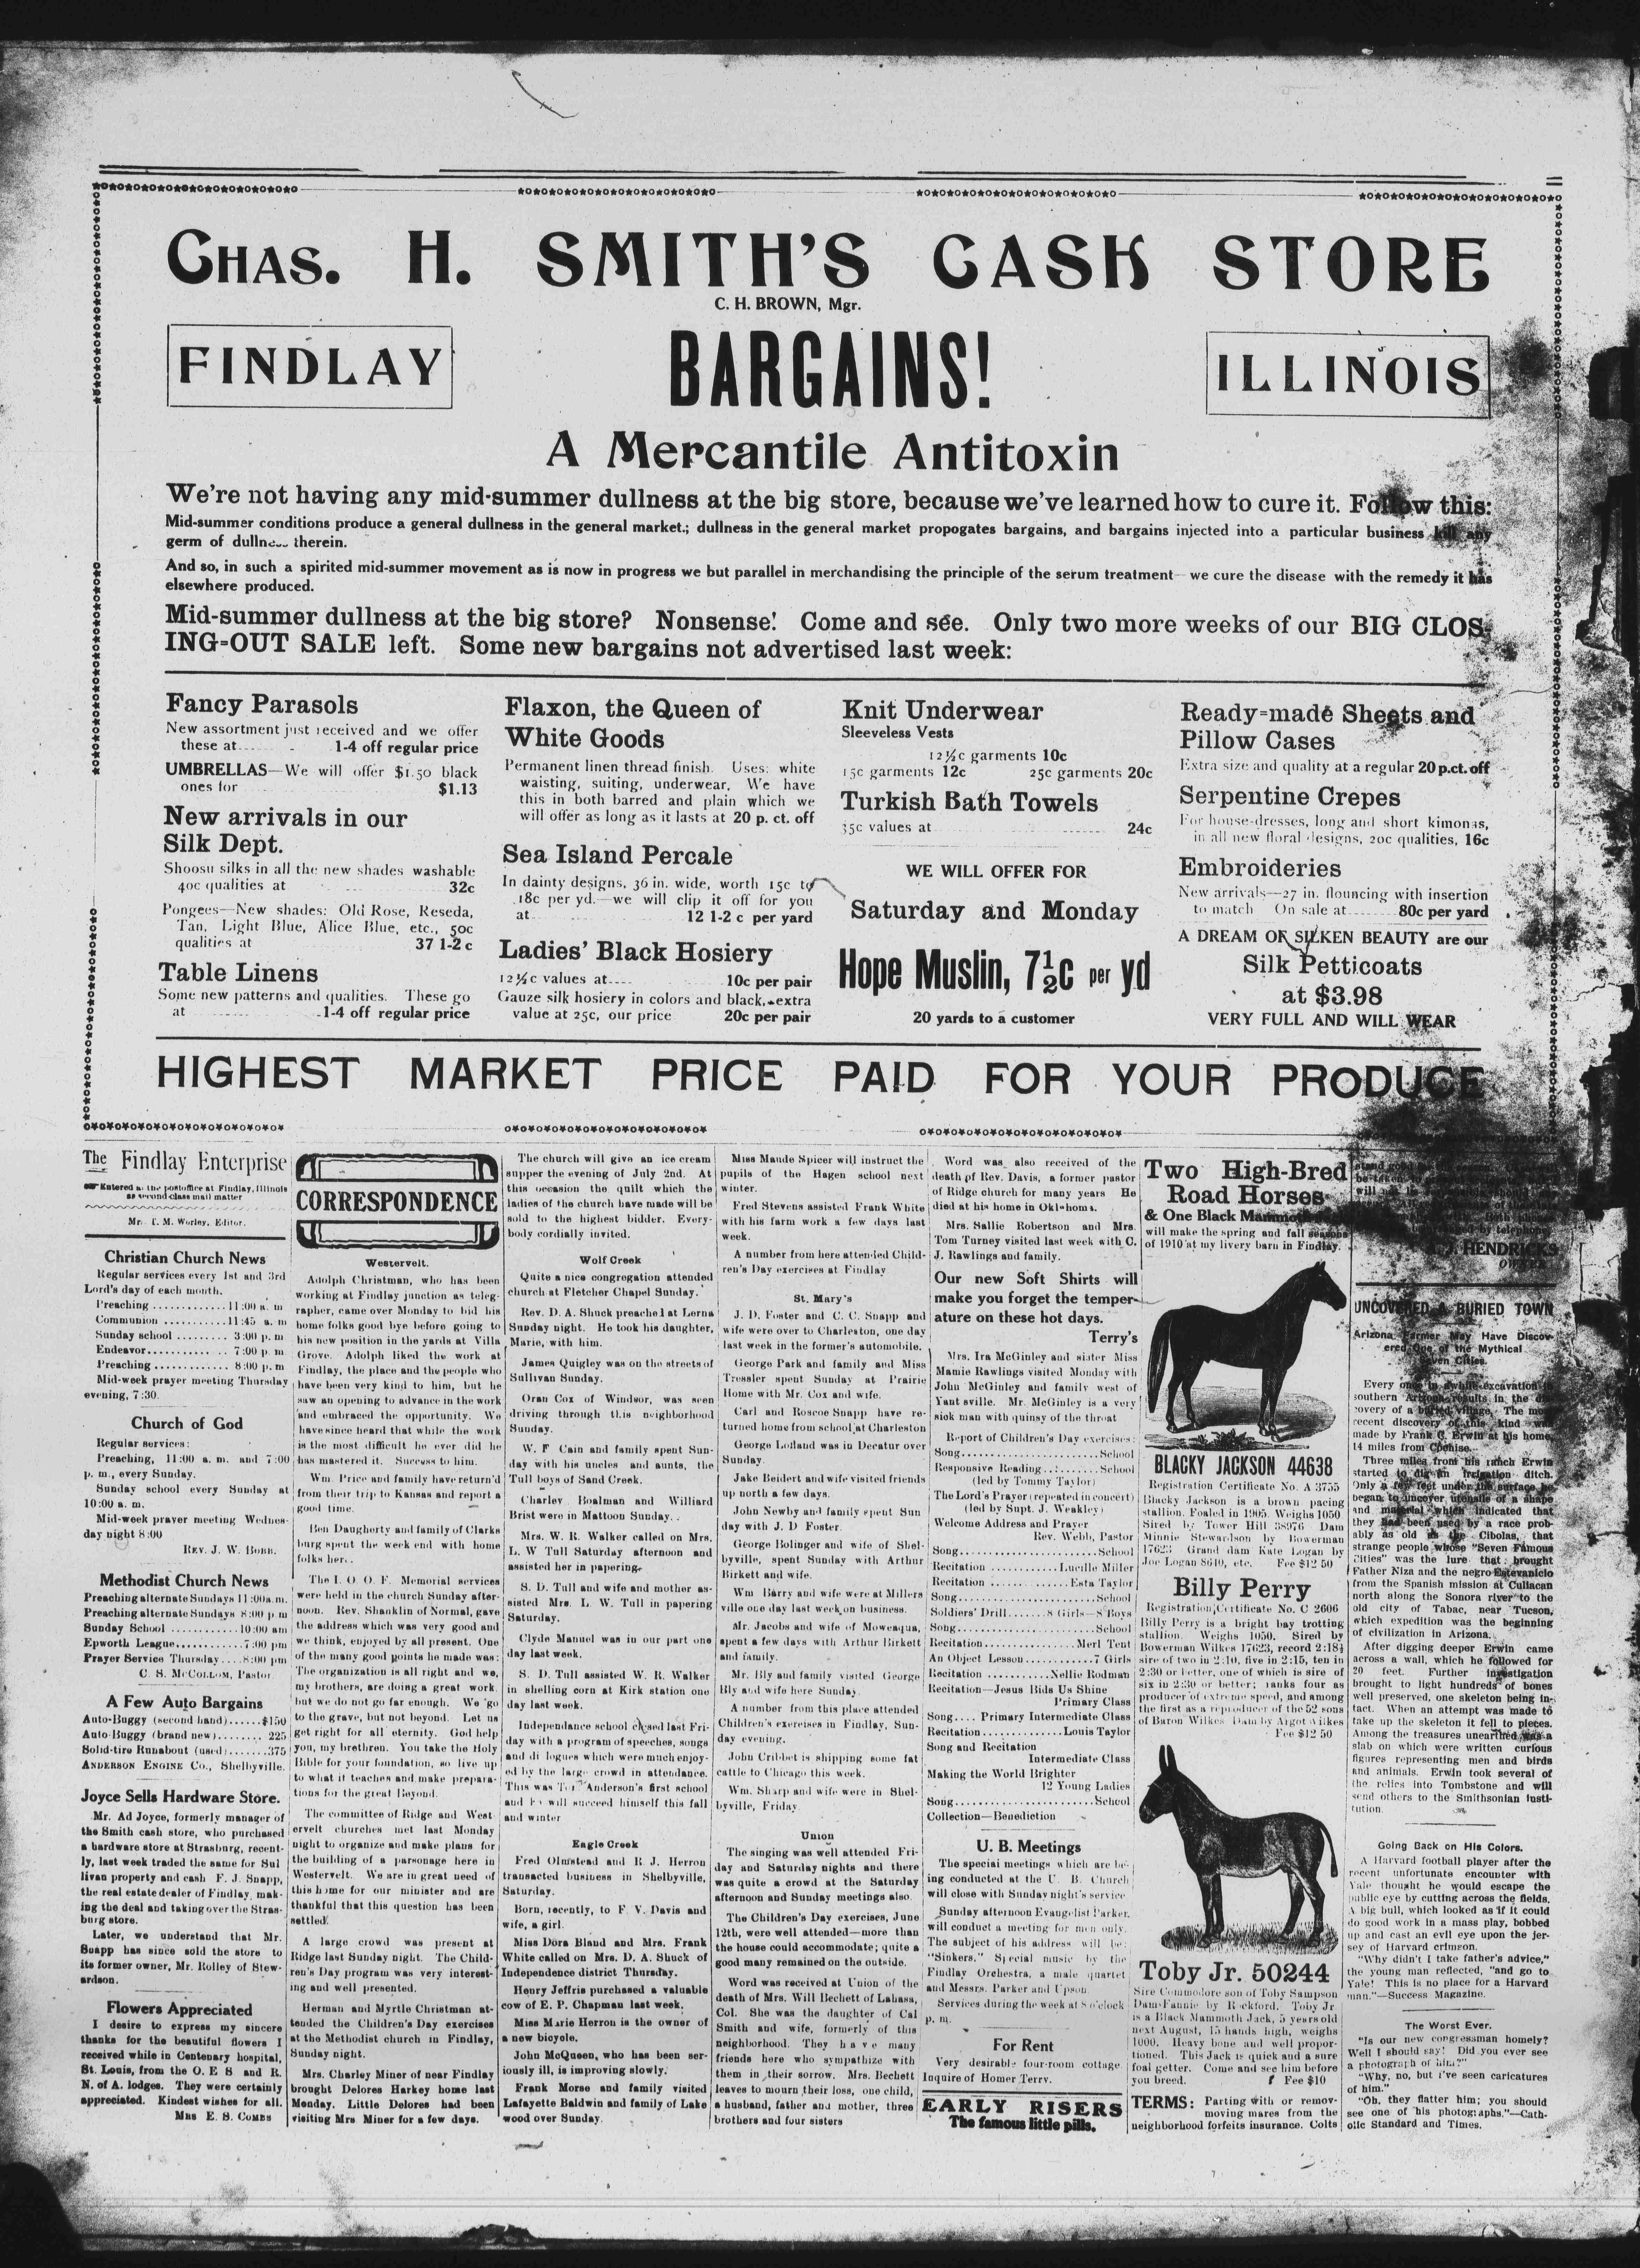 CHAS. H. SMITH'S CASH STORE
C. H. BROWN, Mgr.
FINDLAY
BARGAINS!
ILLINOIS
A Mercantile Antitoxin
We're not having any mid-summer dullness at the big store, because we've learned how to cure it. Follow this:
Mid-summer conditions produce a general dullness in the general market.; dullness in the general market propogates bargains, and bargains injected into a particular business kill any
germ of dullness therein.
And so, in such a spirited mid-summer movement as is now in progress we but parallel in merchandising the principle of the serum treatment—we cure the disease with the remedy it has
elsewhere produced.
Mid-summer dullness at the big store? Nonsense! Come and see. Only two more weeks of our BIG CLOS-
ING-OUT SALE left. Some new bargains not advertised last week:
Fancy Parasols
New assortment just received and we offer
these at 1-4 off regular price
UMBRELLAS—We will offer $1.50 black
ones for $1.13
New arrivals in our
Silk Dept.
Shoosu silks in all the new shades washable
40c qualities at 32c
Pongees—New shades: Old Rose, Reseda,
Tan, Light Blue, Alice Blue, etc., 50c
qualities at 37 1-2 c
Table Linens
Some new patterns and qualities. These go
at 1-4 off regular price
Flaxon, the Queen of
White Goods
Permanent linen thread finish. Uses: white
waisting, suiting, underwear. We have
this in both barred and plain which we
will offer as long as it lasts at 20 p. ct. off
Sea Island Percale
In dainty designs, 36 in. wide, worth 15c to
18c per yd.—we will clip it off for you
at 12 1-2 c per yard
Ladies' Black Hosiery
12½c values at 10c per pair
Gauze silk hosiery in colors and black, extra
value at 25c, our price 20c per pair
Knit Underwear
Sleeveless Vests
12½c garments 10c
15c garments 12c 25c garments 20c
Turkish Bath Towels
35c values at 24c
WE WILL OFFER FOR
Saturday and Monday
Hope Muslin, 7½c per yd
20 yards to a customer
Ready-made Sheets and
Pillow Cases
Extra size and quality at a regular 20 p.ct. off
Serpentine Crepes
For house-dresses, long and short kimonas,
in all new floral designs, 20c qualities, 16c
Embroideries
New arrivals—27 in. flouncing with insertion
to match On sale at 80c per yard
A DREAM OF SILKEN BEAUTY are our
Silk Petticoats
at $3.98
VERY FULL AND WILL WEAR
HIGHEST MARKET PRICE PAID FOR YOUR PRODUCE
The Findlay Enterprise
Entered at the postoffice at Findlay, Illinois
as second-class mail matter
Mr. C. M. Worley, Editor.
Christian Church News
Regular services every 1st and 3rd
Lord's day of each month.
Preaching 11:00 a. m
Communion 11:45 a. m
Sunday school 3:00 p. m
Endeavor 7:00 p. m
Preaching 8:00 p. m
Mid-week prayer meeting Thursday
evening, 7:30.
Church of God
Regular services:
Preaching, 11:00 a. m. and 7:00
p. m., every Sunday.
Sunday school every Sunday at
10:00 a. m.
Mid-week prayer meeting Wednes-
day night 8:00
REV. J. W. BOHR.
Methodist Church News
Preaching alternate Sundays 11:00a.m.
Preaching alternate Sundays 8:00 p m
Sunday School 10:00 am
Epworth League 7:00 pm
Prayer Service Thursday 8:00 pm
C. S. MCCOLLOM, Pastor
A Few Auto Bargains
Auto-Buggy (second hand) $150
Auto-Buggy (brand new) 225
Solid-tire Runabout (used) 375
ANDERSON ENGINE Co., Shelbyville.
Joyce Sells Hardware Store.
Mr. Ad Joyce, formerly manager of
the Smith cash store, who purchased
a hardware store at Strasburg, recent-
ly, last week traded the same for Sul
livan property and cash F. J. Snapp,
the real estate dealer of Findlay, mak-
ing the deal and taking over the Stras-
burg store.
Later, we understand that Mr.
Snapp has since sold the store to
its former owner, Mr. Rolley of Stew-
ardson.
Flowers Appreciated
I desire to express my sincere
thanks for the beautiful flowers I
received while in Centenary hospital,
St. Louis, from the O. E S and R.
N. of A. lodges. They were certainly
appreciated. Kindest wishes for all.
MRS E. S. COMBS
CORRESPONDENCE
Westervelt.
Adolph Christman, who has been
working at Findlay junction as teleg-
rapher, came over Monday to bid his
home folks good bye before going to
his new position in the yards at Villa
Grove. Adolph liked the work at
Findlay, the place and the people who
have been very kind to him, but he
saw an opening to advance in the work
and embraced the opportunity. We
have since heard that while the work
is the most difficult he ever did he
has mastered it. Success to him.
Wm. Price and family have return'd
from their trip to Kansas and report a
good time.
Ben Daugherty and family of Clarks
burg spent the week end with home
folks here.
The I. O. O. F. Memorial services
were held in the church Sunday after-
noon. Rev. Shanklin of Normal, gave
the address which was very good and
we think, enjoyed by all present. One
of the many good points he made was:
The organization is all right and we,
my brothers, are doing a great work.
but we do not go far enough. We go
to the grave, but not beyond. Let us
get right for all eternity. God help
you, my brethren. You take the Holy
Bible for your foundation, so live up
to what it teaches and make prepara-
tions for the great Beyond.
The committee of Ridge and West
ervelt churches met last Monday
night to organize and make plans for
the building of a parsonage here in
Westervelt. We are in great need of
this home for our minister and are
thankful that this question has been
settled.
A large crowd was present at
Ridge last Sunday night. The Child-
ren's Day program was very interest-
ing and well presented.
Herman and Myrtle Christman at-
tended the Children's Day exercises
at the Methodist church in Findlay,
Sunday night.
Mrs. Charley Miner of near Findlay
brought Delores Harkey home last
Monday. Little Delores had been
visiting Mrs Miner for a few days.
The church will give an ice cream
supper the evening of July 2nd. At
this occasion the quilt which the
ladies of the church have made will be
sold to the highest bidder. Every-
body cordially invited.
Wolf Creek
Quite a nice congregation attended
church at Fletcher Chapel Sunday.
Rev. D. A. Shuck preached at Lorna
Sunday night. He took his daughter,
Marie, with him.
James Quigley was on the streets of
Sullivan Sunday.
Oran Cox of Windsor, was seen
driving through this neighborhood
Sunday.
W. F Cain and family spent Sun-
day with his uncles and aunts, the
Tull boys of Sand Creek.
Charley Boalman and Williard
Brist were in Mattoon Sunday.
Mrs. W. R. Walker called on Mrs.
L. W Tull Saturday afternoon and
assisted her in papering.
S. D. Tull and wife and mother as-
sisted Mrs. L. W. Tull in papering
Saturday.
Clyde Manuel was in our part one
day last week.
S. D. Tull assisted W. R. Walker
in shelling corn at Kirk station one
day last week.
Independence school closed last Fri-
day with a program of speeches, songs
and dilogues which were much enjoy-
ed by the large crowd in attendance.
This was Anderson's first school
and will succeed himself this fall
and winter
Eagle Creek
Fred Olmstead and R. J. Herron
transacted business in Shelbyville,
Saturday.
Born, recently, to F. V. Davis and
wife, a girl.
Miss Dora Bland and Mrs. Frank
White called on Mrs. D. A. Shuck of
Independence district Thursday.
Henry Jeffris purchased a valuable
cow of E. P. Chapman last week.
Miss Marie Herron is the owner of
a new bicycle.
John McQueen, who has been ser-
iously ill, is improving slowly.
Frank Morse and family visited
Lafayette Baldwin and family of Lake
wood over Sunday.
Miss Maude Spicer will instruct the
pupils of the Hagen school next
winter.
Fred Stevens assisted Frank White
with his farm work a few days last
week.
A number from here attended Child-
ren's Day exercises at Findlay
St. Mary's
J. D. Foster and C. C. Snapp and
wife were over to Charleston, one day
last week in the former's automobile.
George Park and family and Miss
Tressler spent Sunday at Prairie
Home with Mr. Cox and wife.
Carl and Roscoe Snapp have re-
turned home from school at Charleston
George Lofland was in Decatur over
Sunday.
Jake Beidert and wife visited friends
up north a few days.
John Newby and family spent Sun
day with J. D Foster.
George Bolinger and wife of Shel-
byville, spent Sunday with Arthur
Birkett and wife.
Wm Barry and wife were at Millers
ville one day last week on business.
Mr. Jacobs and wife of Moweaqua,
spent a few days with Arthur Birkett
and family.
Mr. Bly and family visited George
Bly and wife here Sunday.
A number from this place attended
Children's exercises in Findlay, Sun-
day evening.
John Cribbet is shipping some fat
cattle to Chicago this week.
Wm. Sharp and wife were in Shel-
byville, Friday
Union
The singing was well attended Fri-
day and Saturday nights and there
was quite a crowd at the Saturday
afternoon and Sunday meetings also.
The Children's Day exercises, June
12th, were well attended—more than
the house could accommodate; quite a
good many remained on the outside.
Word was received at Union of the
death of Mrs. Will Bechett of Lahasa,
Col. She was the daughter of Cal
Smith and wife, formerly of this
neighborhood. They have many
friends here who sympathize with
them in their sorrow. Mrs. Bechett
leaves to mourn their loss, one child,
a husband, father and mother, three
brothers and four sisters
Word was also received of the
death of Rev. Davis, a former pastor
of Ridge church for many years He
died at his home in Oklahoma.
Mrs. Sallie Robertson and Mrs.
Tom Turney visited last week with C.
J. Rawlings and family.
Our new Soft Shirts will
make you forget the temper-
ature on these hot days.
Terry's
Mrs. Ira McGinley and sister Miss
Mamie Rawlings visited Monday with
John McGinley and family west of
Yantisville. Mr. McGinley is a very
sick man with quinsy of the throat
Report of Children's Day exercises:
Song School
Responsive Reading School
(led by Tommy Taylor)
The Lord's Prayer (repeated in concert)
(led by Supt. J. Weakley)
Welcome Address and Prayer
Rev. Webb, Pastor
Song School
Recitation Lucille Miller
Recitation Esta Taylor
Song School
Soldiers' Drill 8 Girls—8 Boys
Song School
Recitation Merl Tent
An Object Lesson 7 Girls
Recitation Nellie Rodman
Recitation—Jesus Bids Us Shine
Primary Class
Song Primary Intermediate Class
Recitation Louis Taylor
Song and Recitation
Intermediate Class
Making the World Brighter
12 Young Ladies
Song School
Collection—Benediction
U. B. Meetings
The special meetings which are be-
ing conducted at the U. B. Church
will close with Sunday night's service
Sunday afternoon Evangelist Parker.
will conduct a meeting for men only.
The subject of his address will be:
"Sinkers." Special music by the
Findlay Orchestra, a male quartet
and Messrs. Parker and Upson
Services during the week at 8 o'clock
p. m.
For Rent
Very desirable four-room cottage
Inquire of Homer Terry.
EARLY RISERS
The famous little pills.
Two High-Bred
Road Horses
& One Black Mammoth
will make the spring and fall seasons
of 1910 at my livery barn in Findlay.
BLACKY JACKSON 44638
Registration Certificate No. A 3755
Blacky Jackson is a brown pacing
stallion. Foaled in 1905. Weighs 1050
Sired by Tower Hill 38976 Dam
Minnie Stewardson by Bowerman
17623 Grand dam Kate Logan by
Joe Logan 8610, etc. Fee $12 50
Billy Perry
Registration Certificate No. C 2606
Billy Perry is a bright bay trotting
stallion. Weighs 1050. Sired by
Bowerman Wilkes 17623, record 2:18¼
sire of two in 2:10, five in 2:15, ten in
2:30 or better, one of which is sire of
six in 2:30 or better; ranks four as
producer of extreme speed, and among
the first as a reproducer of the 52 sons
of Baron Wilkes Dam by Argot Wilkes
Fee $12 50
Toby Jr. 50244
Sire Commodore son of Toby Sampson
Dam-Fannie by Rockford. Toby Jr
is a Black Mammoth Jack, 5 years old
next August, 15 hands high, weighs
1000. Heavy bone and well propor-
tioned. This Jack is quick and a sure
foal getter. Come and see him before
you breed. Fee $10
TERMS: Parting with or remov-
moving mares from the
neighborhood forfeits insurance. Colts
HENDRICKS
OWNER
UNCOVERED A BURIED TOWN
Arizona Farmer May Have Discov-
ered One of the Mythical
Seven Cities.
Every once in awhile excavation in
southern Arizona results in the dis-
covery of a buried village. The most
recent discovery of this kind was
made by Frank C. Erwin at his home,
14 miles from Cochise.
Three miles from his ranch Erwin
started to dig an irrigation ditch.
Only a few feet under the surface he
began to uncover utensils of a shape
and material which indicated that
they had been used by a race prob-
ably as old as the Cibolas, that
strange people whose "Seven Famous
Cities" was the lure that brought
Father Niza and the negro Estevanicio
from the Spanish mission at Culiacan
north along the Sonora river to the
old city of Tabac, near Tucson,
which expedition was the beginning
of civilization in Arizona.
After digging deeper Erwin came
across a wall, which he followed for
20 feet. Further investigation
brought to light hundreds of bones
well preserved, one skeleton being in-
tact. When an attempt was made to
take up the skeleton it fell to pieces.
Among the treasures unearthed was a
slab on which were written curious
figures representing men and birds
and animals. Erwin took several of
the relics into Tombstone and will
send others to the Smithsonian Insti-
tution.
Going Back on His Colors.
A Harvard football player after the
recent unfortunate encounter with
Yale thought he would escape the
public eye by cutting across the fields.
A big bull, which looked as if it could
do good work in a mass play, bobbed
up and cast an evil eye upon the jer-
sey of Harvard crimson.
"Why didn't I take father's advice,"
the young man reflected, "and go to
Yale! This is no place for a Harvard
man."—Success Magazine.
The Worst Ever.
"Is our new congressman homely?
Well I should say! Did you ever see
a photograph of him?"
"Why, no, but I've seen caricatures
of him."
"Oh, they flatter him; you should
see one of his photographs."—Cath-
olic Standard and Times.